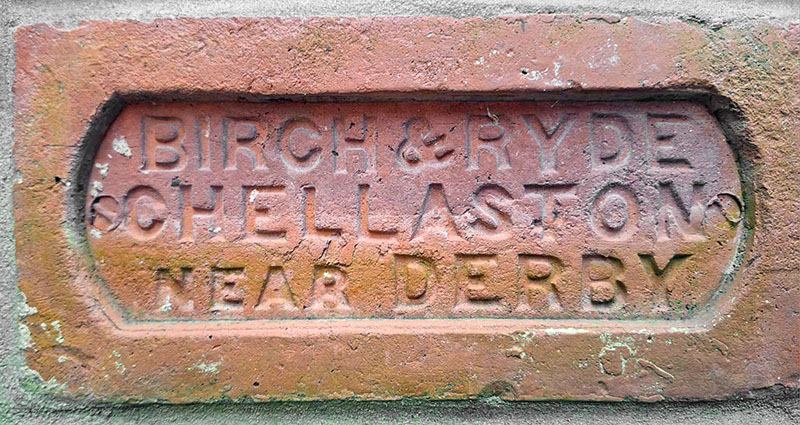 BIRCH & RYDE
CHELLASTON
NEAR DERBY